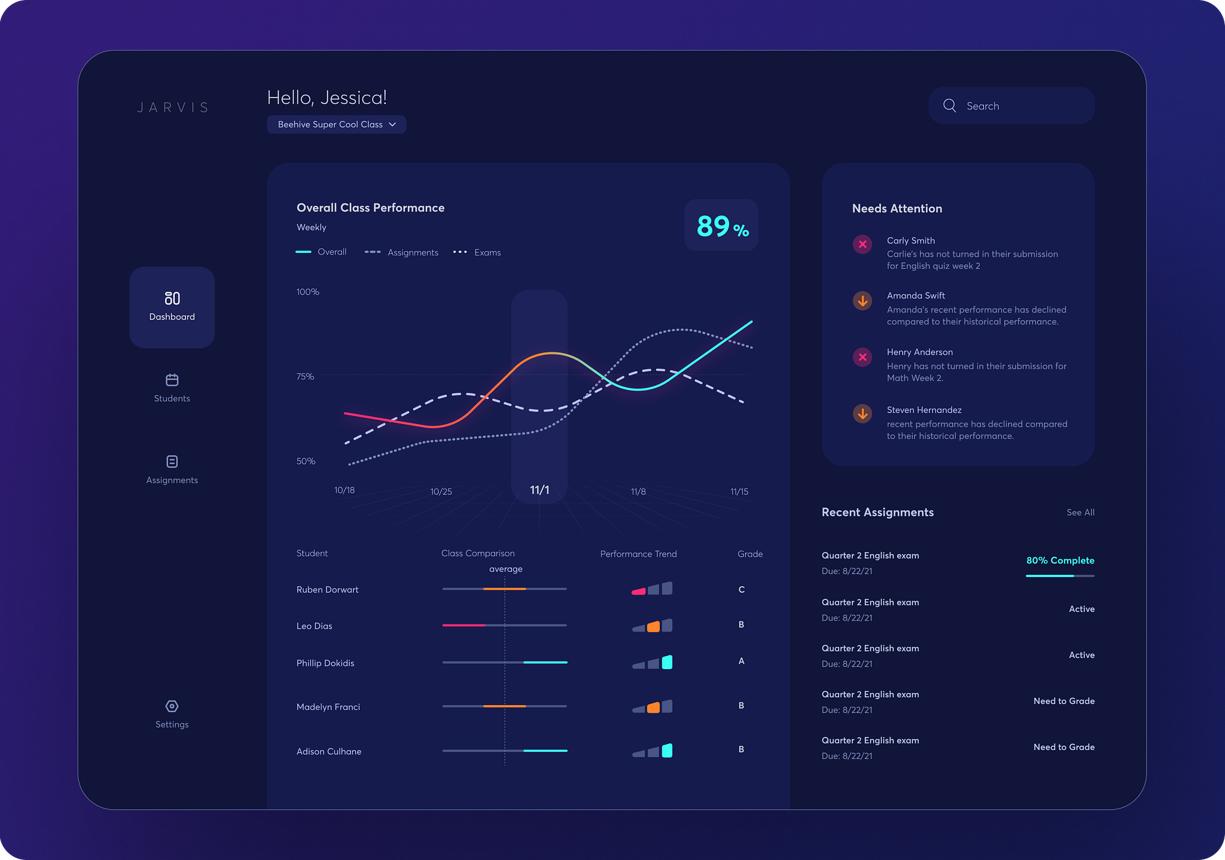 JARVIS
Hello, Jessica!
Beehive Super Cool Class
Search
Dashboard
Students
Assignments
Settings
Overall Class Performance
Weekly
89%
Overall
Assignments
Exams
100%
75%
50%
10/18
10/25
11/1
11/8
11/15
Student
Class Comparison
Performance Trend
Grade
average
Ruben Dorwart
C
Leo Dias
B
Phillip Dokidis
A
Madelyn Franci
B
Adison Culhane
B
Needs Attention
Carly Smith
Carlie's has not turned in their submission
for English quiz week 2
Amanda Swift
Amanda's recent performance has declined
compared to their historical performance.
Henry Anderson
Henry has not turned in their submission for
Math Week 2.
Steven Hernandez
recent performance has declined compared
to their historical performance.
Recent Assignments
See All
Quarter 2 English exam
Due: 8/22/21
80% Complete
Quarter 2 English exam
Due: 8/22/21
Active
Quarter 2 English exam
Due: 8/22/21
Active
Quarter 2 English exam
Due: 8/22/21
Need to Grade
Quarter 2 English exam
Due: 8/22/21
Need to Grade